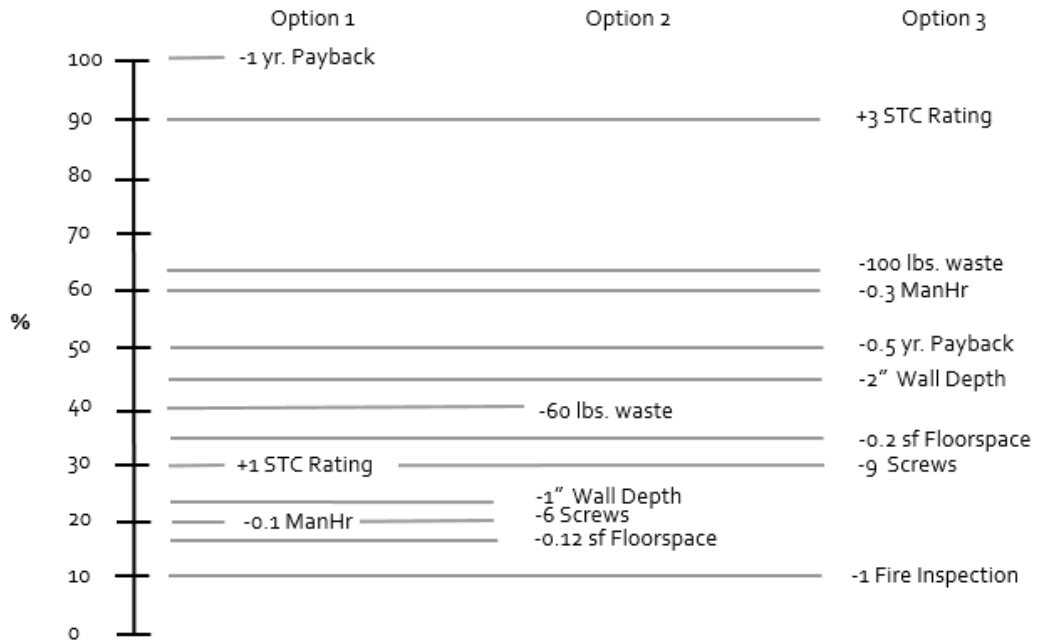 Option 1 Option 2 Option 3
100 -1 yr. Payback
90 +3 STC Rating
80
70
-100 lbs. waste
60 -0.3 ManHr
%
50 -0.5 yr. Payback
-2” Wall Depth
40 -60 lbs. waste
-0.2 sf Floorspace
30 +1 STC Rating -9 Screws
-1” Wall Depth
20 -0.1 ManHr -6 Screws
-0.12 sf Floorspace
10 -1 Fire Inspection
0